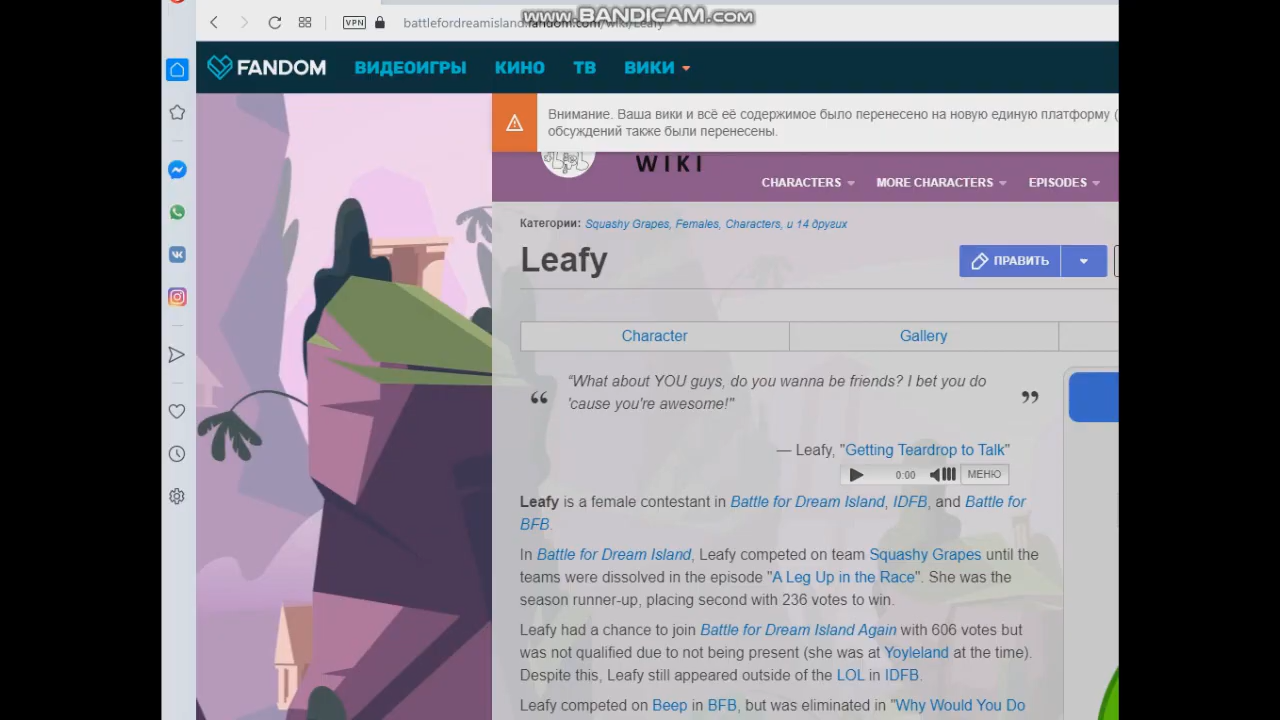 www.BANDICAM.com
VPN battlefordreamisland.fandom.com/wiki/Leafy
FANDOM ВИДЕОИГРЫ КИНО ТВ ВИКИ
Внимание. Ваша вики и всё её содержимое было перенесено на новую единую платформу (
обсуждений также были перенесены.
WIKI
CHARACTERS MORE CHARACTERS EPISODES
Категории: Squashy Grapes, Females, Characters, и 14 других
Leafy
ПРАВИТЬ
Character Gallery
“What about YOU guys, do you wanna be friends? I bet you do
'cause you're awesome!"
— Leafy, "Getting Teardrop to Talk"
0:00 МЕНЮ
Leafy is a female contestant in Battle for Dream Island, IDFB, and Battle for
BFB.
In Battle for Dream Island, Leafy competed on team Squashy Grapes until the
teams were dissolved in the episode "A Leg Up in the Race". She was the
season runner-up, placing second with 236 votes to win.
Leafy had a chance to join Battle for Dream Island Again with 606 votes but
was not qualified due to not being present (she was at Yoyleland at the time).
Despite this, Leafy still appeared outside of the LOL in IDFB.
Leafy competed on Beep in BFB, but was eliminated in "Why Would You Do